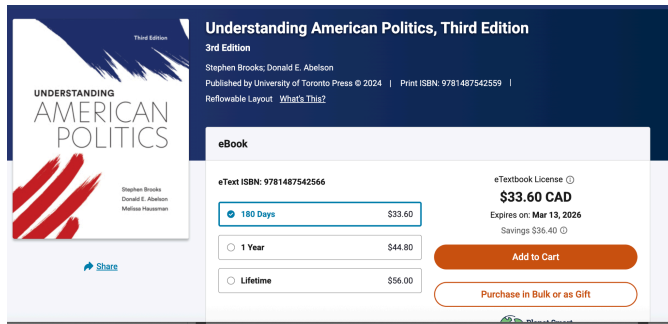 Third Edition
UNDERSTANDING
AMERICAN
POLITICS
Stephen Brooks
Donald E. Abelson
Melissa Haussman
Share
Understanding American Politics, Third Edition
3rd Edition
Stephen Brooks; Donald E. Abelson
Published by University of Toronto Press © 2024 | Print ISBN: 9781487542559 |
Reflowable Layout What's This?
eBook
eText ISBN: 9781487542566
180 Days $33.60
1 Year $44.80
Lifetime $56.00
eTextbook License
$33.60 CAD
Expires on: Mar 13, 2026
Savings $36.40
Add to Cart
Purchase in Bulk or as Gift